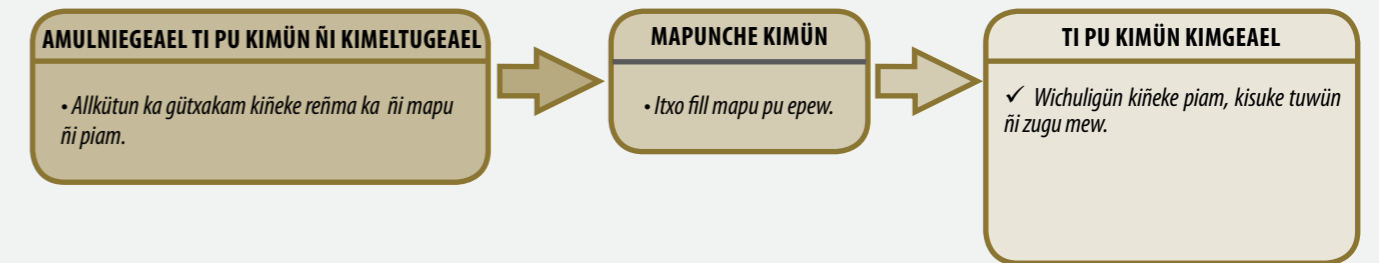 AMULNIEGEAEL TI PU KIMÜN ÑI KIMELTUGEAEL
• Allkütun ka gütxakam kiñeke reñma ka ñi mapu
ñi piam.
MAPUNCHE KIMÜN
• Itxo fill mapu pu epew.
TI PU KIMÜN KIMGEAEL
✓ Wichuligün kiñeke piam, kisuke tuwün
ñi zugu mew.